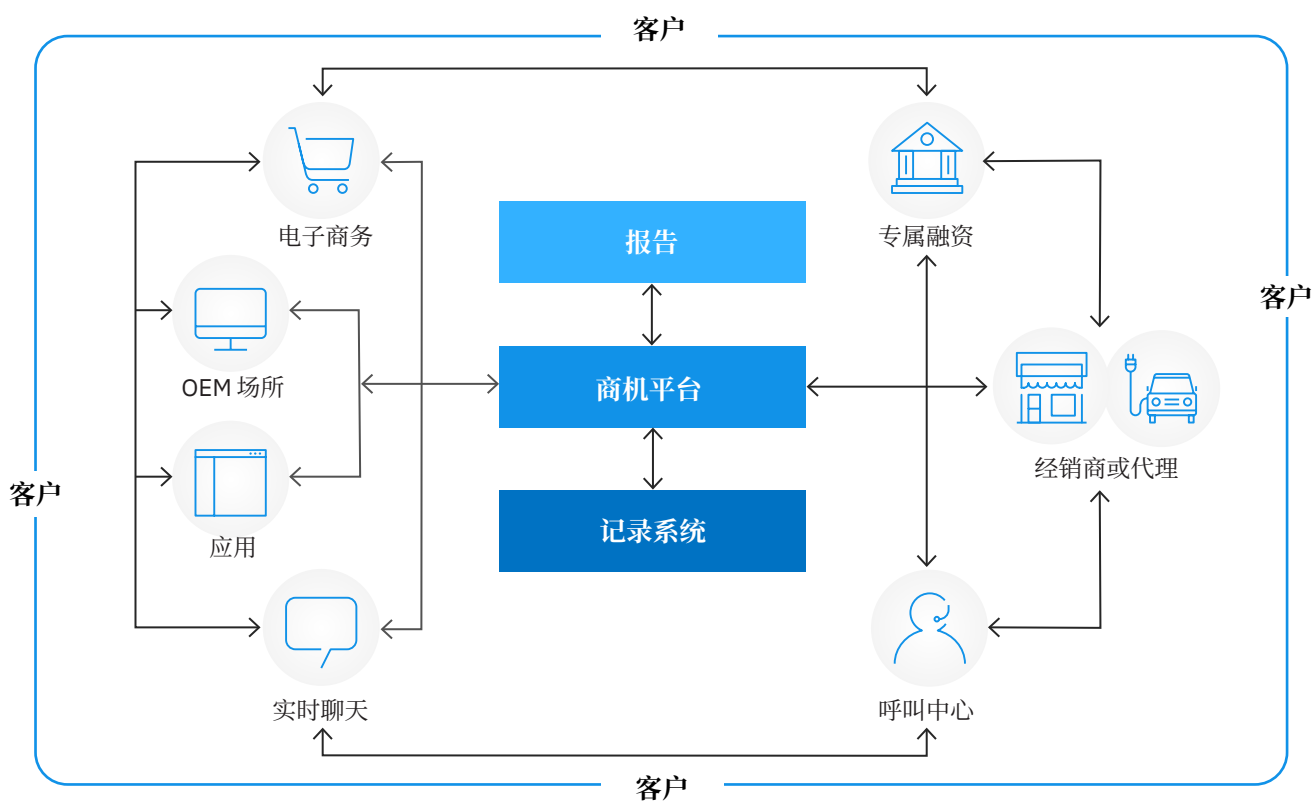 客户
电子商务
专属融资
报告
客户
OEM 场所
商机平台
经销商或代理
客户
记录系统
应用
实时聊天
呼叫中心
客户